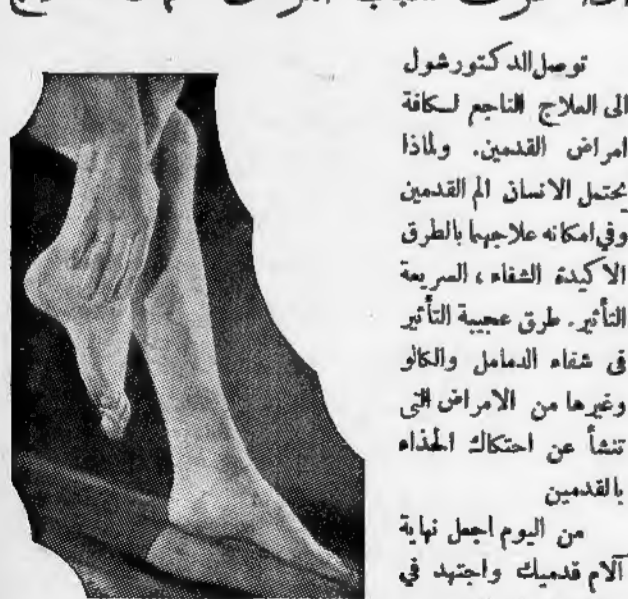 توصل الدكتور شول
الى العلاج الناجع لكافة
امراض القدمين. ولماذا
يحتمل الانسان الم القدمين
وفي امكانه علاجهما بالطرق
الاكيدة الشفاء، السريعة
التأثير. طرق عجيبة التأثير
في شفاء الدمامل والكالو
وغيرها من الامراض التى
تنشأ عن احتكاك الحذاء
بالقدمين
من اليوم اجعل نهاية
آلام قدميك واجتهد في